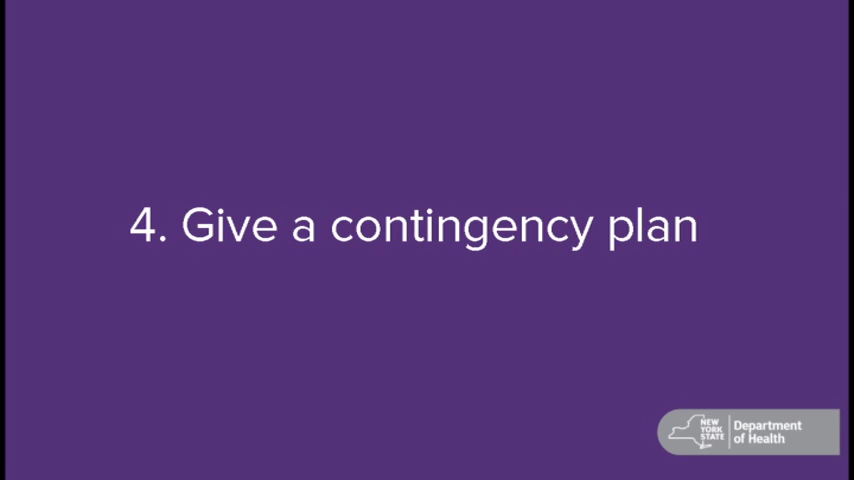 4. Give a contingency plan
NEW
YORK
STATE
Department
of Health